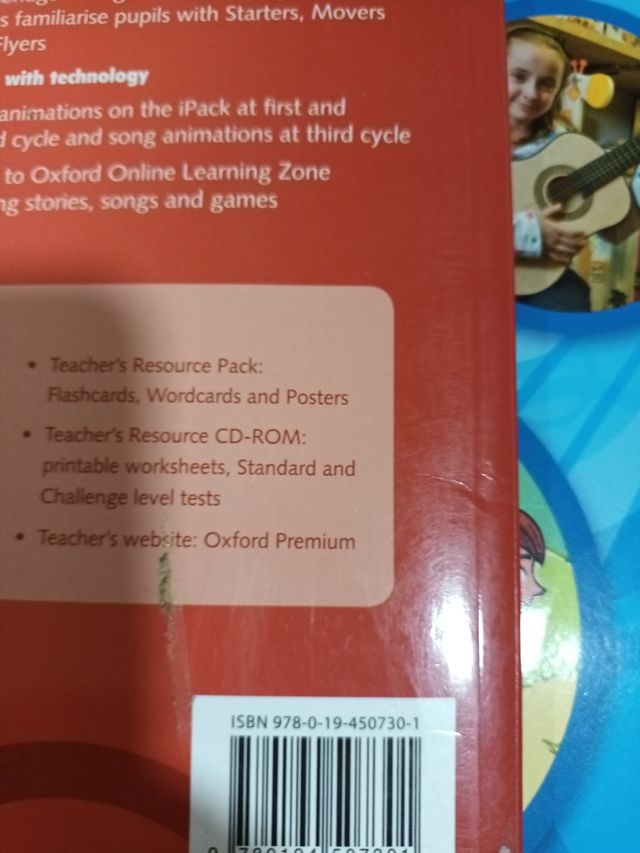 s familiarise pupils with Starters, Movers
Flyers
with technology
animations on the iPack at first and
d cycle and song animations at third cycle
to Oxford Online Learning Zone
ng stories, songs and games
• Teacher's Resource Pack:
Flashcards, Wordcards and Posters
• Teacher's Resource CD-ROM:
printable worksheets, Standard and
Challenge level tests
• Teacher's website: Oxford Premium
ISBN 978-0-19-450730-1